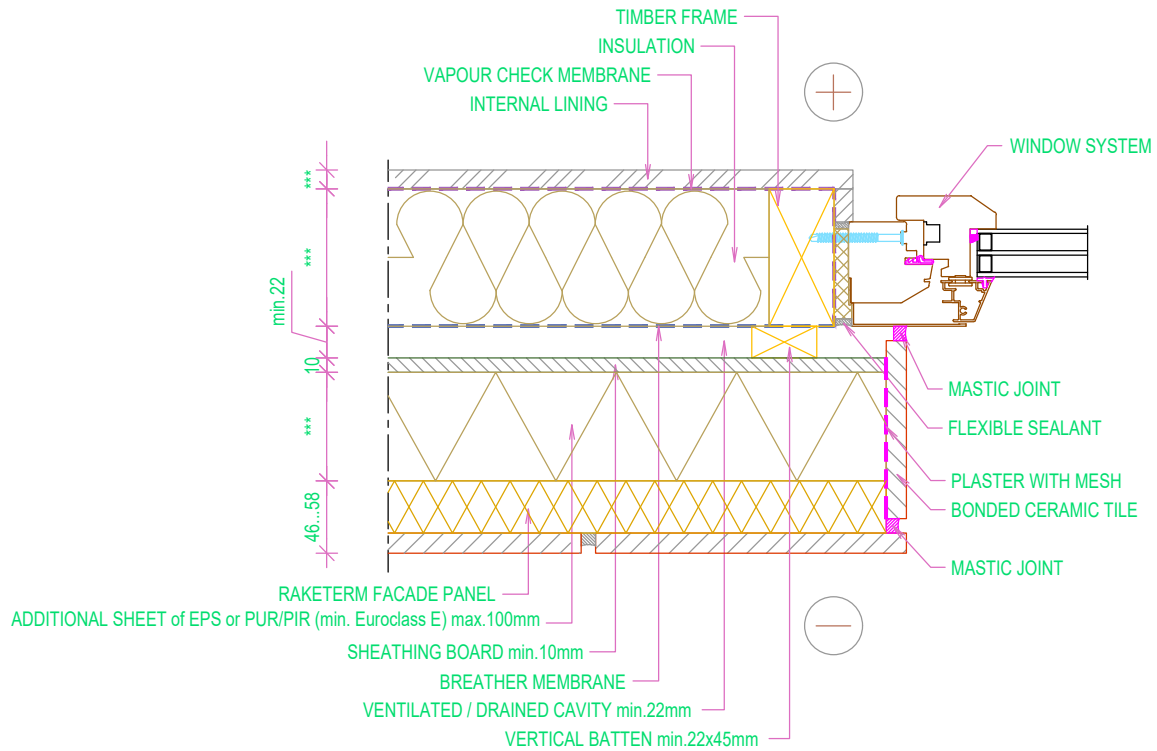 TIMBER FRAME
INSULATION
VAPOUR CHECK MEMBRANE
INTERNAL LINING
WINDOW SYSTEM
***
***
min.22
10
***
46...58
MASTIC JOINT
FLEXIBLE SEALANT
PLASTER WITH MESH
BONDED CERAMIC TILE
MASTIC JOINT
RAKETERM FACADE PANEL
ADDITIONAL SHEET of EPS or PUR/PIR (min. Euroclass E) max.100mm
SHEATHING BOARD min.10mm
BREATHER MEMBRANE
VENTILATED / DRAINED CAVITY min.22mm
VERTICAL BATTEN min.22x45mm